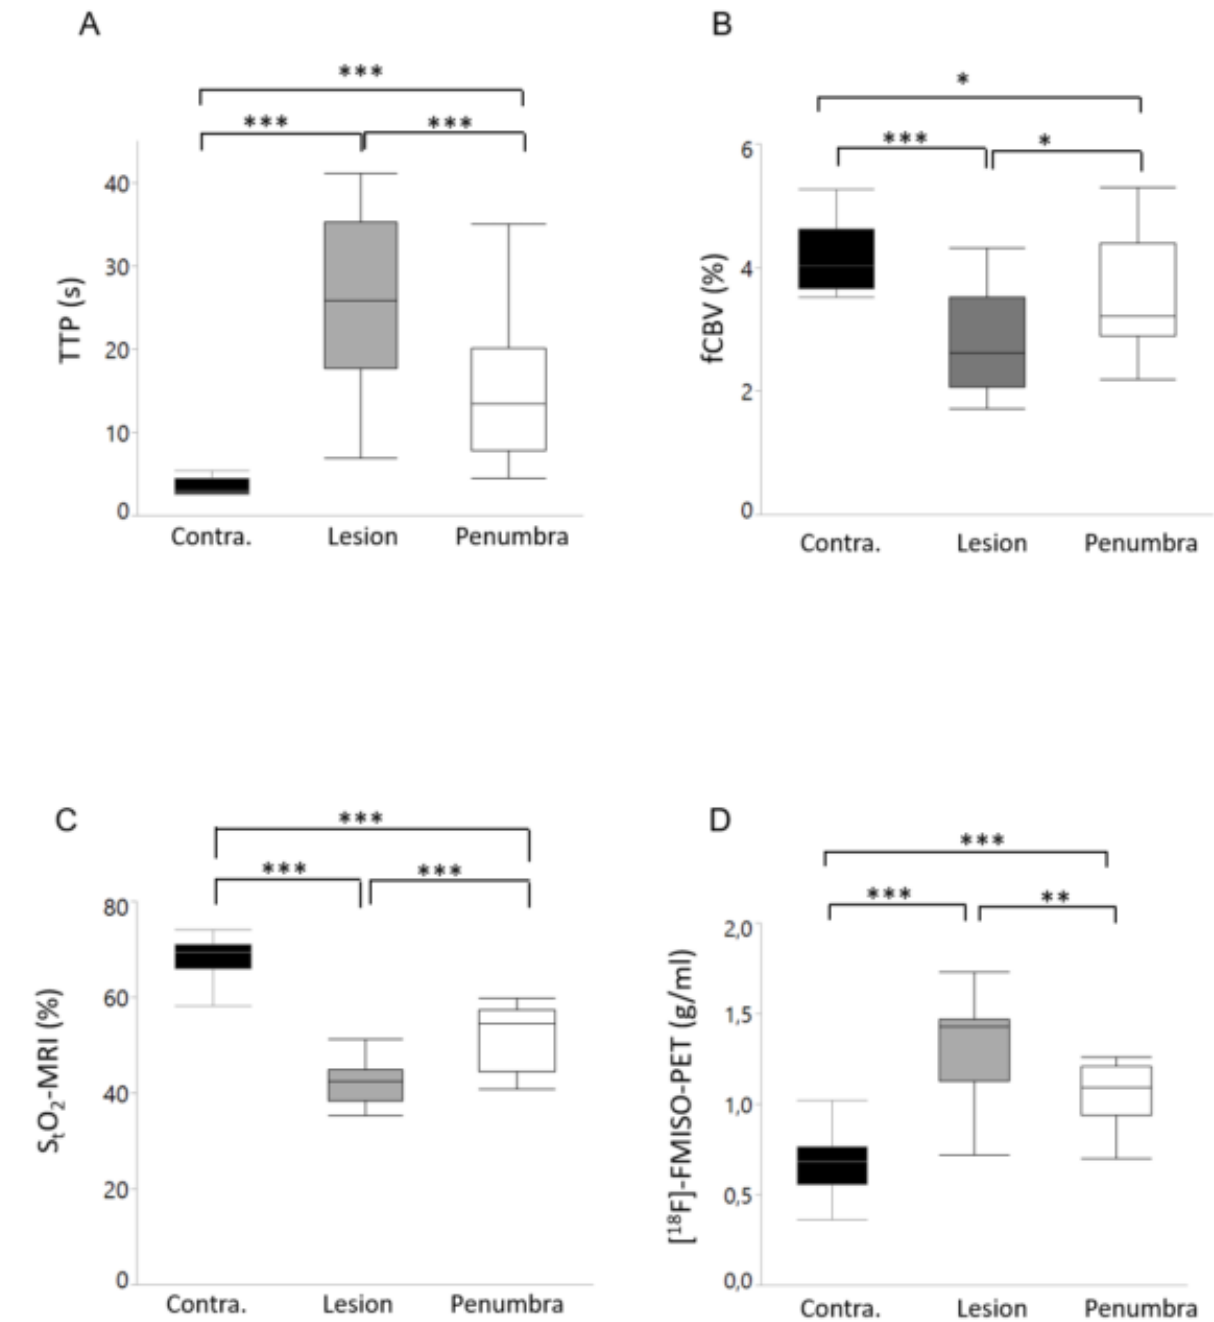 A
***
***
***
TTP (s)
40
30
20
10
0
Contra.
Lesion
Penumbra
B
*
***
*
fCBV (%)
6
4
2
0
Contra.
Lesion
Penumbra
C
***
***
***
StO2-MRI (%)
80
60
40
20
0
Contra.
Lesion
Penumbra
D
***
***
**
[18F]-FMISO-PET (g/ml)
2,0
1,5
1,0
0,5
0,0
Contra.
Lesion
Penumbra